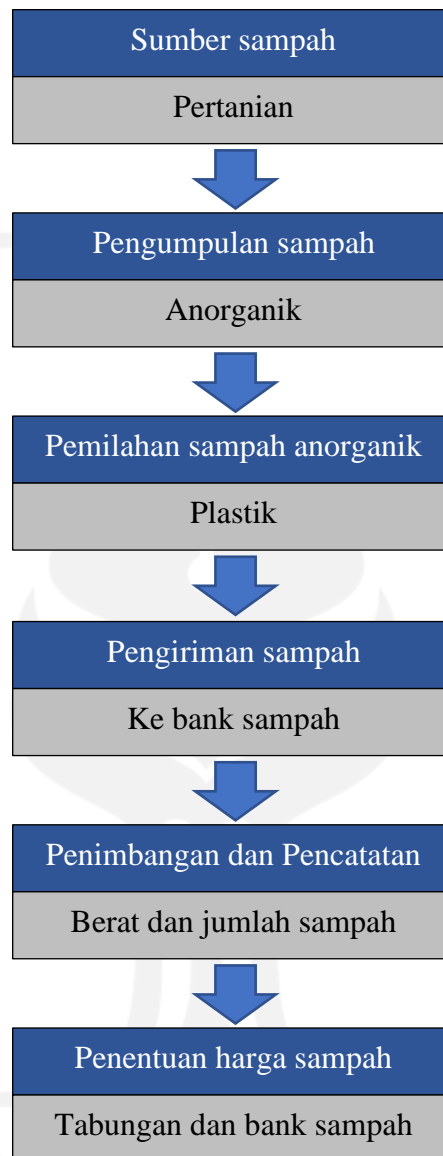 Sumber sampah
Pertanian
Pengumpulan sampah
Anorganik
Pemilahan sampah anorganik
Plastik
Pengiriman sampah
Ke bank sampah
Penimbangan dan Pencatatan
Berat dan jumlah sampah
Penentuan harga sampah
Tabungan dan bank sampah